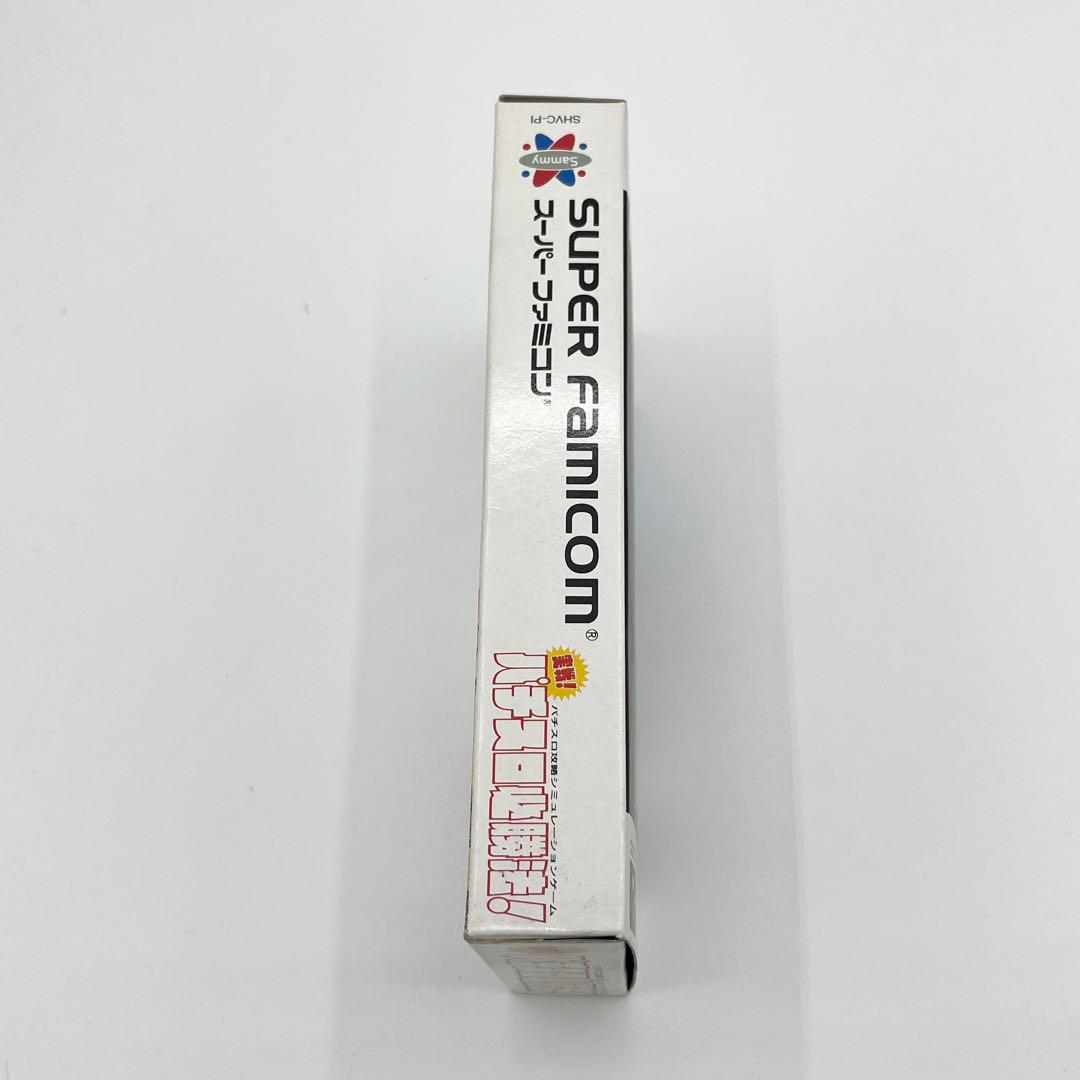 SHVC-PI
Sammy
SUPER FAMICOM®
スーパーファミコン®
実戦!
パチスロ攻略シミュレーションゲーム
パチスロ必勝法!